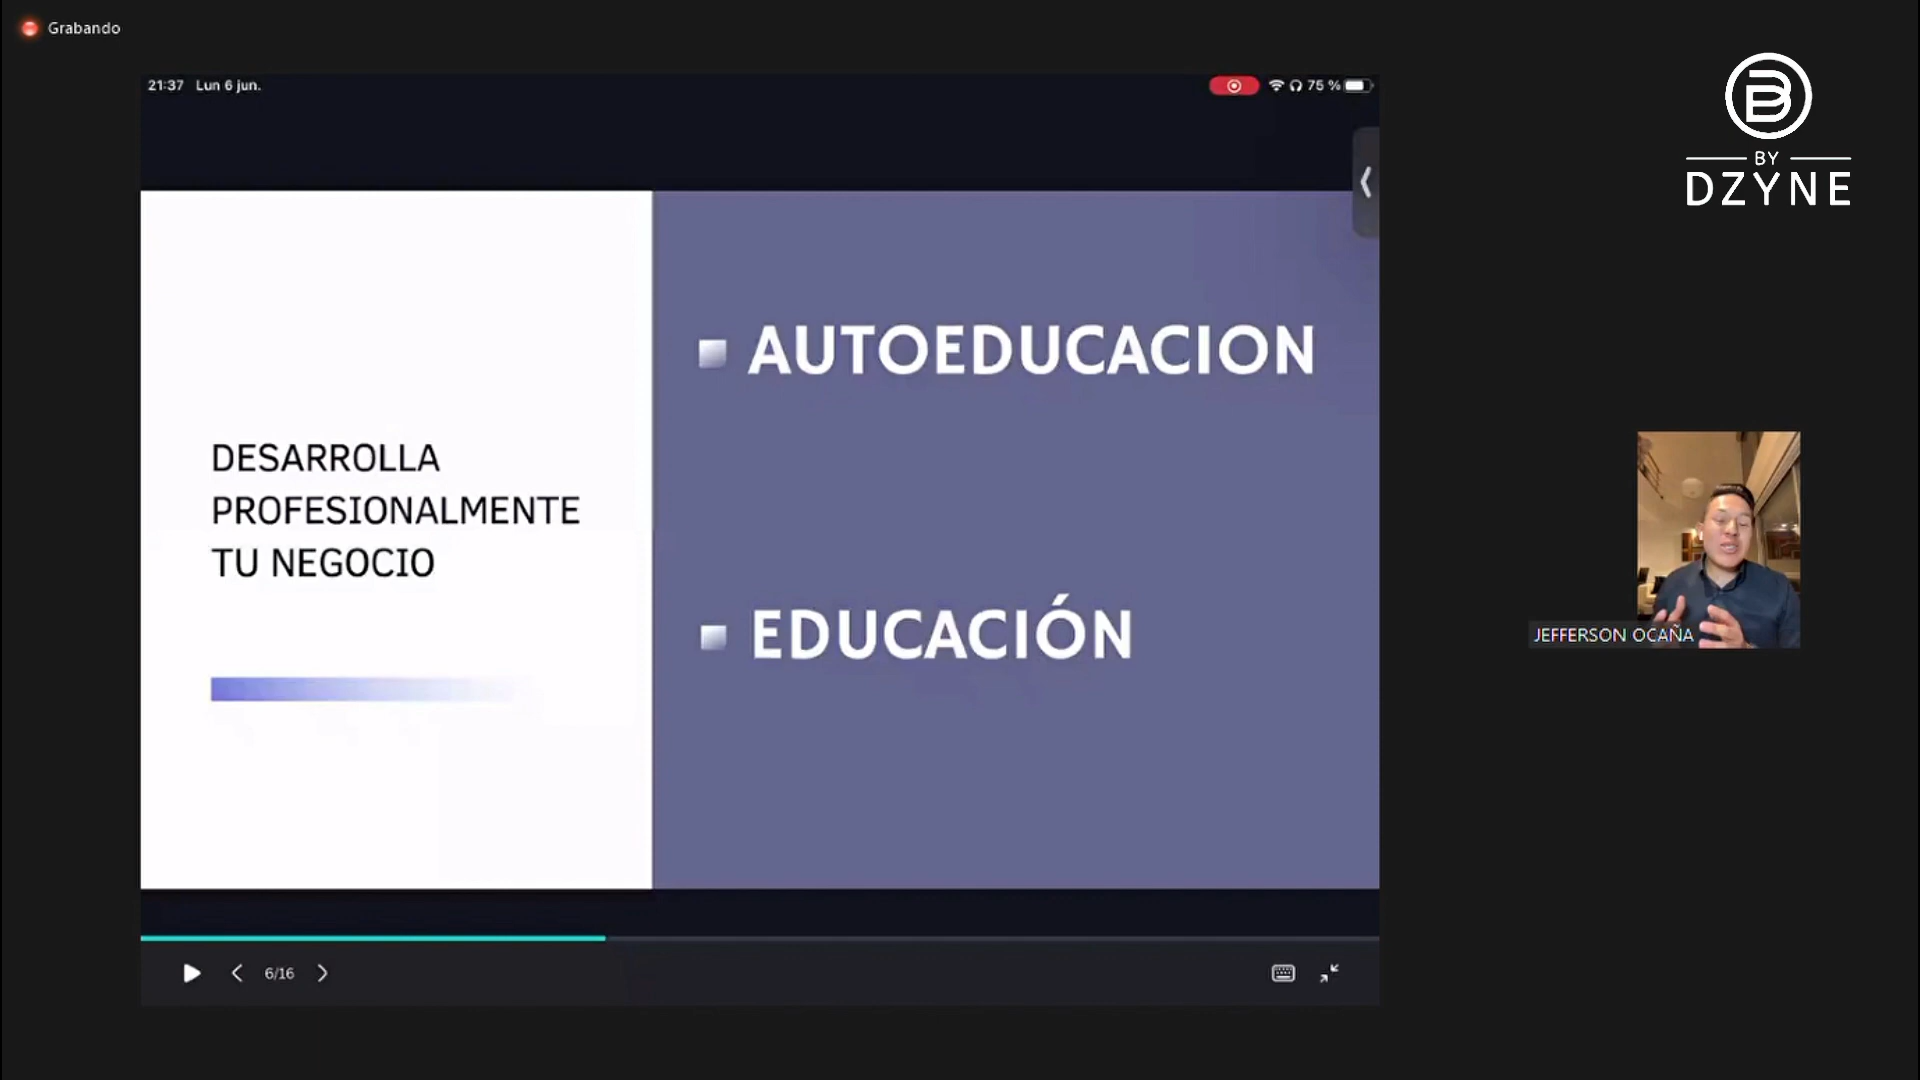 Grabando
21:37 Lun 6 jun.
75 %
B
BY
DZYNE
AUTOEDUCACION
DESARROLLA
PROFESIONALMENTE
TU NEGOCIO
EDUCACIÓN
JEFFERSON OCAÑA
6/16